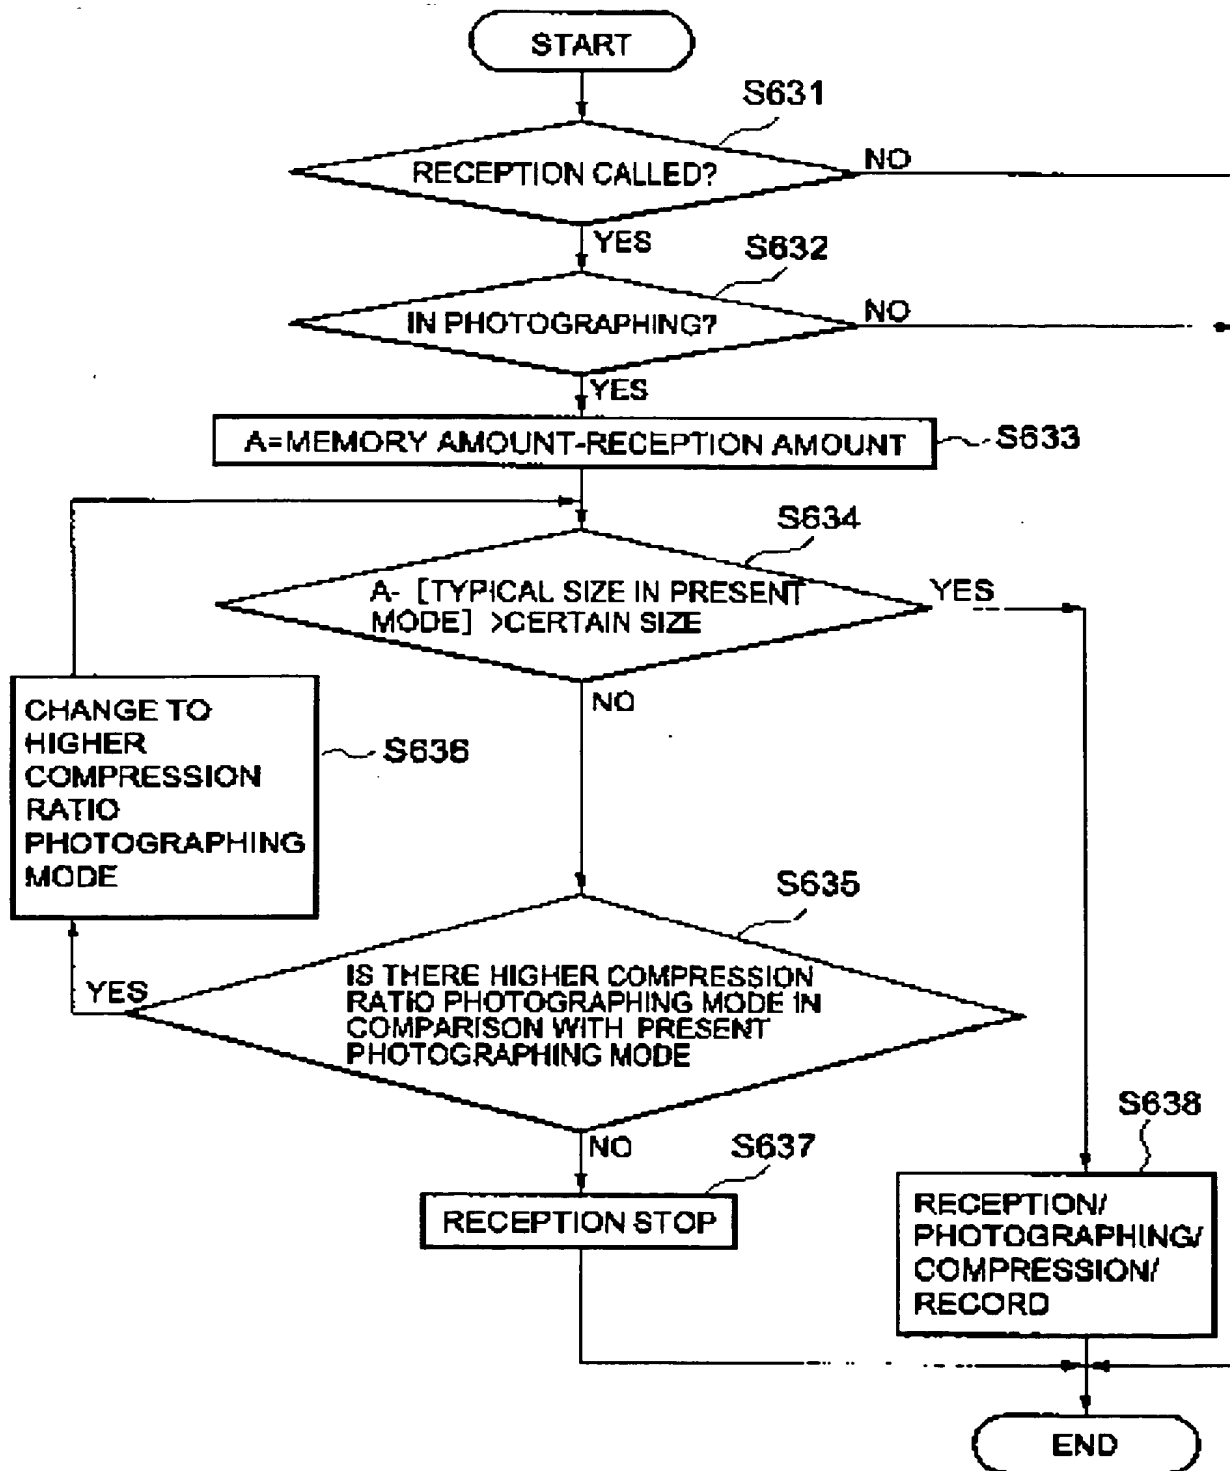 START
S631
RECEPTION CALLED?
NO
YES
S632
IN PHOTOGRAPHING?
NO
YES
A=MEMORY AMOUNT-RECEPTION AMOUNT
S633
S634
A- [TYPICAL SIZE IN PRESENT
MODE] >CERTAIN SIZE
YES
NO
CHANGE TO
HIGHER
COMPRESSION
RATIO
PHOTOGRAPHING
MODE
S636
S635
IS THERE HIGHER COMPRESSION
RATIO PHOTOGRAPHING MODE IN
COMPARISON WITH PRESENT
PHOTOGRAPHING MODE
YES
NO
S637
RECEPTION STOP
S638
RECEPTION/
PHOTOGRAPHING/
COMPRESSION/
RECORD
END